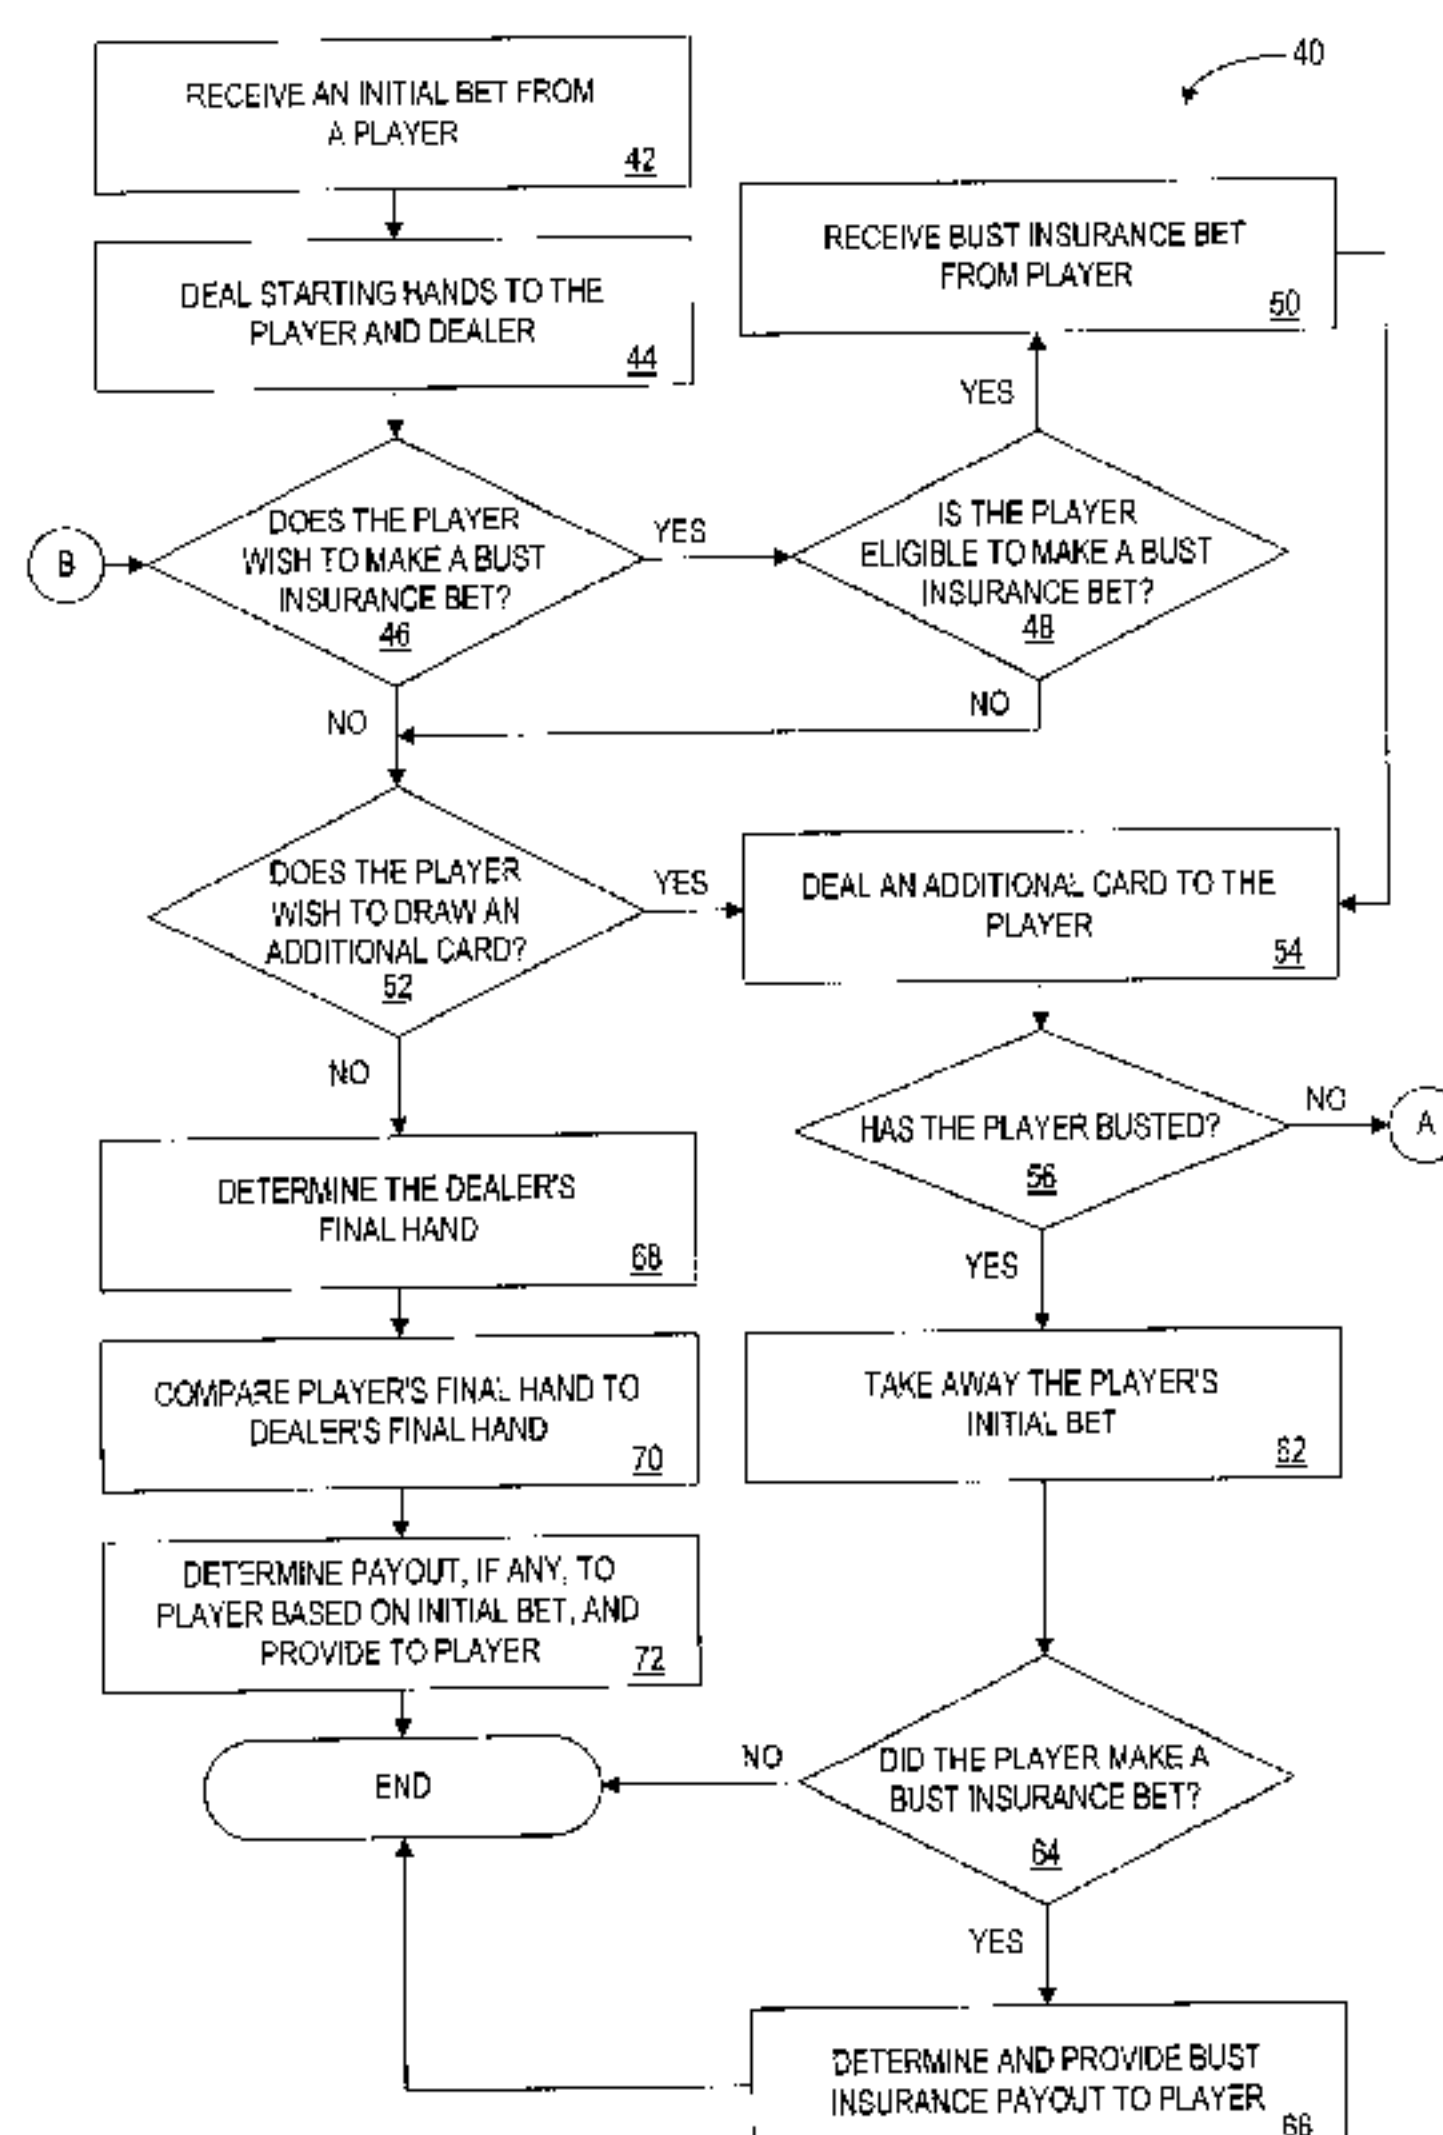 40
RECEIVE AN INITIAL BET FROM
A PLAYER
42
DEAL STARTING HANDS TO THE
PLAYER AND DEALER
44
RECEIVE BUST INSURANCE BET
FROM PLAYER
50
YES
B
DOES THE PLAYER
WISH TO MAKE A BUST
INSURANCE BET?
46
YES
IS THE PLAYER
ELIGIBLE TO MAKE A BUST
INSURANCE BET?
48
NO
NO
DOES THE PLAYER
WISH TO DRAW AN
ADDITIONAL CARD?
52
YES
DEAL AN ADDITIONAL CARD TO THE
PLAYER
54
NO
HAS THE PLAYER BUSTED?
56
NO
A
YES
DETERMINE THE DEALER'S
FINAL HAND
68
COMPARE PLAYER'S FINAL HAND TO
DEALER'S FINAL HAND
70
TAKE AWAY THE PLAYER'S
INITIAL BET
62
DETERMINE PAYOUT, IF ANY, TO
PLAYER BASED ON INITIAL BET, AND
PROVIDE TO PLAYER
72
END
NO
DID THE PLAYER MAKE A
BUST INSURANCE BET?
64
YES
DETERMINE AND PROVIDE BUST
INSURANCE PAYOUT TO PLAYER
66